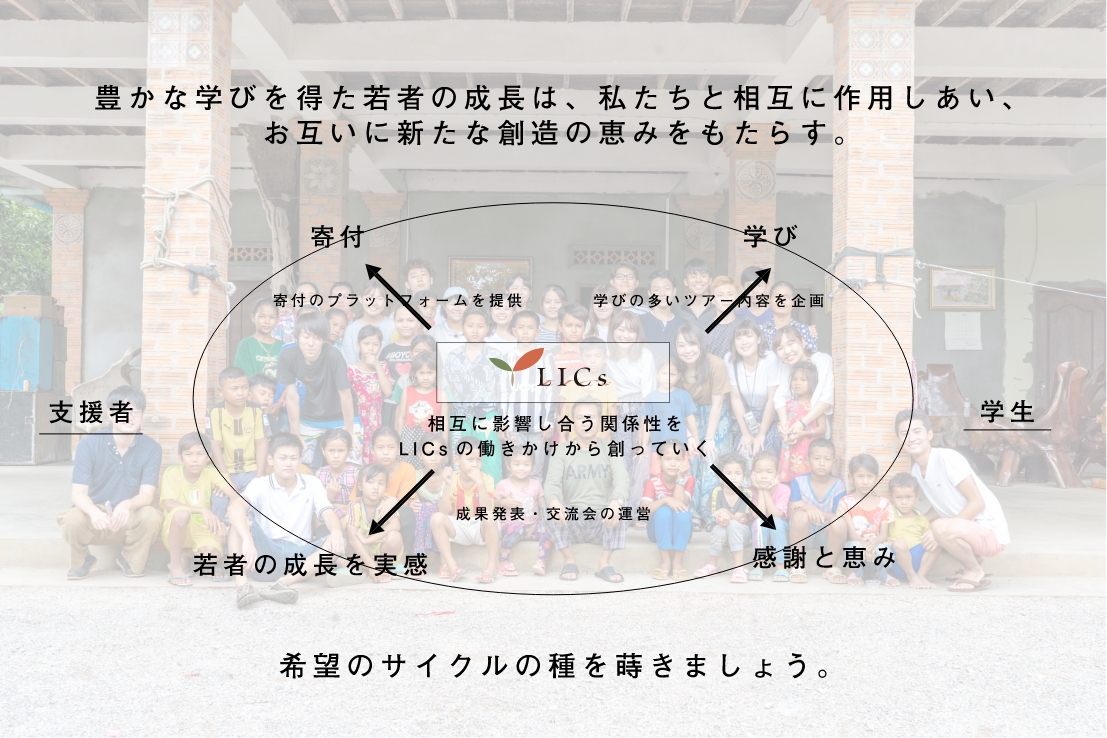 豊かな学びを得た若者の成長は、私たちと相互に作用しあい、
お互いに新たな創造の恵みをもたらす。
寄付
学び
寄付のプラットフォームを提供
学びの多いツアー内容を企画
LICs
支援者
学生
相互に影響し合う関係性を
LICsの働きかけから創っていく
成果発表・交流会の運営
若者の成長を実感
感謝と恵み
希望のサイクルの種を蒔きましょう。